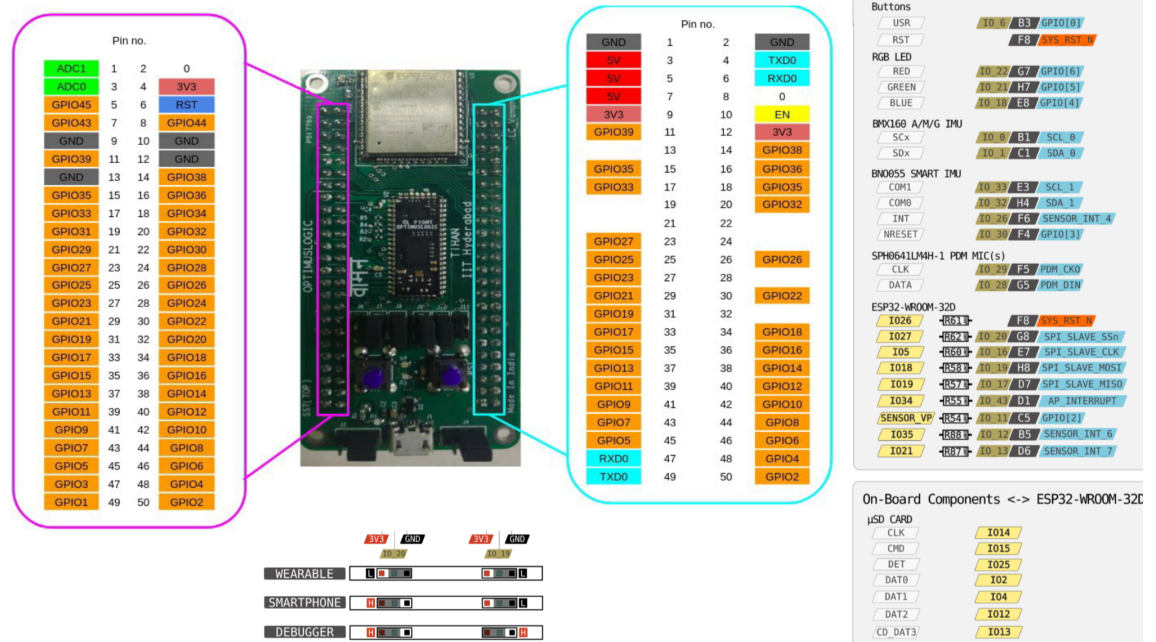 Pin no.
ADC1 1 2 0
ADC0 3 4 3V3
GPIO45 5 6 RST
GPIO43 7 8 GPIO44
GND 9 10 GND
GPIO39 11 12 GND
GND 13 14 GPIO38
GPIO35 15 16 GPIO36
GPIO33 17 18 GPIO34
GPIO31 19 20 GPIO32
GPIO29 21 22 GPIO30
GPIO27 23 24 GPIO28
GPIO25 25 26 GPIO26
GPIO23 27 28 GPIO24
GPIO21 29 30 GPIO22
GPIO19 31 32 GPIO20
GPIO17 33 34 GPIO18
GPIO15 35 36 GPIO16
GPIO13 37 38 GPIO14
GPIO11 39 40 GPIO12
GPIO9 41 42 GPIO10
GPIO7 43 44 GPIO8
GPIO5 45 46 GPIO6
GPIO3 47 48 GPIO4
GPIO1 49 50 GPIO2
OPTIMUSLOGIC
SST(TOP)
वामन
OPTIMUSLOGIC
TiHAN
IIT Hyderabad
LC_Vaman
Made In India
Pin no.
GND 1 2 GND
5V 3 4 TXD0
5V 5 6 RXD0
5V 7 8 0
3V3 9 10 EN
GPIO39 11 12 3V3
13 14 GPIO38
GPIO35 15 16 GPIO36
GPIO33 17 18 GPIO35
19 20 GPIO32
21 22
GPIO27 23 24
GPIO25 25 26 GPIO26
GPIO23 27 28
GPIO21 29 30 GPIO22
GPIO19 31 32
GPIO17 33 34 GPIO18
GPIO15 35 36 GPIO16
GPIO13 37 38 GPIO14
GPIO11 39 40 GPIO12
GPIO9 41 42 GPIO10
GPIO7 43 44 GPIO8
GPIO5 45 46 GPIO6
RXD0 47 48 GPIO4
TXD0 49 50 GPIO2
3V3 GND 3V3 GND
IO_20 IO_19
WEARABLE L L
SMARTPHONE H L
DEBUGGER H H
Buttons
USR IO_6 B3 GPIO[0]
RST F8 SYS_RST_N
RGB LED
RED IO_22 G7 GPIO[6]
GREEN IO_21 H7 GPIO[5]
BLUE IO_18 E8 GPIO[4]
BMX160 A/M/G IMU
SCx IO_0 B1 SCL_0
SDx IO_1 C1 SDA_0
BNO055 SMART IMU
COM1 IO_33 E3 SCL_1
COM0 IO_32 H4 SDA_1
INT IO_26 F6 SENSOR_INT_4
NRESET IO_30 F4 GPIO[3]
SPH0641LM4H-1 PDM MIC(s)
CLK IO_29 F5 PDM_CKO
DATA IO_28 G5 PDM_DIN
ESP32-WROOM-32D
IO26 R61 F8 SYS_RST_N
IO27 R62 IO_20 G8 SPI_SLAVE_SSn
IO5 R60 IO_16 E7 SPI_SLAVE_CLK
IO18 R58 IO_19 H8 SPI_SLAVE_MOSI
IO19 R57 IO_17 D7 SPI_SLAVE_MISO
IO34 R55 IO_43 D1 AP_INTERRUPT
SENSOR_VP R54 IO_11 C5 GPIO[2]
IO35 R88 IO_12 B5 SENSOR_INT_6
IO21 R87 IO_13 D6 SENSOR_INT_7
On-Board Components <-> ESP32-WROOM-32D
µSD CARD
CLK IO14
CMD IO15
DET IO25
DAT0 IO2
DAT1 IO4
DAT2 IO12
CD_DAT3 IO13